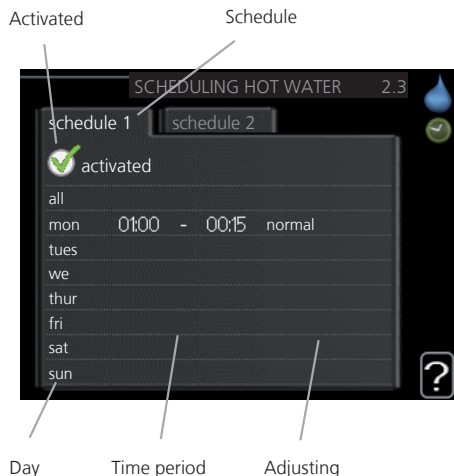 Activated Schedule
SCHEDULING HOT WATER 2.3
schedule 1 schedule 2
activated
all
mon 01:00 - 00:15 normal
tues
we
thur
fri
sat
sun
?
Day Time period Adjusting